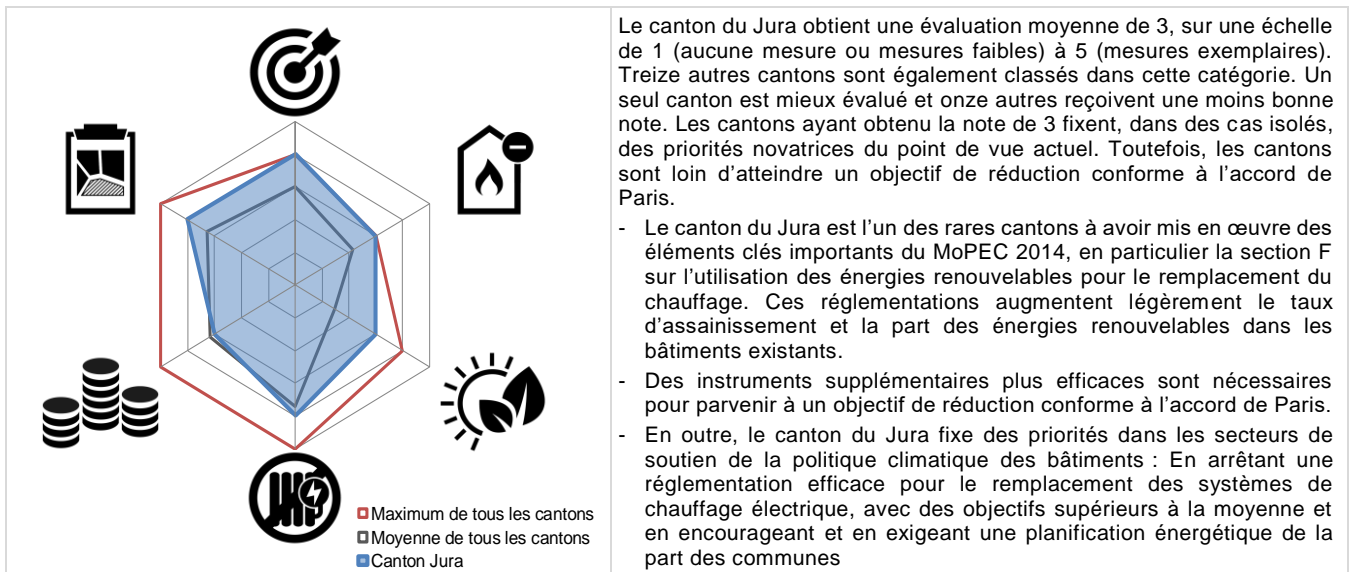 Le canton du Jura obtient une évaluation moyenne de 3, sur une échelle
de 1 (aucune mesure ou mesures faibles) à 5 (mesures exemplaires).
Treize autres cantons sont également classés dans cette catégorie. Un
seul canton est mieux évalué et onze autres reçoivent une moins bonne
note. Les cantons ayant obtenu la note de 3 fixent, dans des cas isolés,
des priorités novatrices du point de vue actuel. Toutefois, les cantons
sont loin d'atteindre un objectif de réduction conforme à l'accord de
Paris.
- Le canton du Jura est l'un des rares cantons à avoir mis en œuvre des
éléments clés importants du MoPEC 2014, en particulier la section F
sur l'utilisation des énergies renouvelables pour le remplacement du
chauffage. Ces réglementations augmentent légèrement le taux
d'assainissement et la part des énergies renouvelables dans les
bâtiments existants.
- Des instruments supplémentaires plus efficaces sont nécessaires
pour parvenir à un objectif de réduction conforme à l'accord de Paris.
- En outre, le canton du Jura fixe des priorités dans les secteurs de
soutien de la politique climatique des bâtiments : En arrêtant une
réglementation efficace pour le remplacement des systèmes de
chauffage électrique, avec des objectifs supérieurs à la moyenne et
en encourageant et en exigeant une planification énergétique de la
part des communes
Maximum de tous les cantons
Moyenne de tous les cantons
Canton Jura